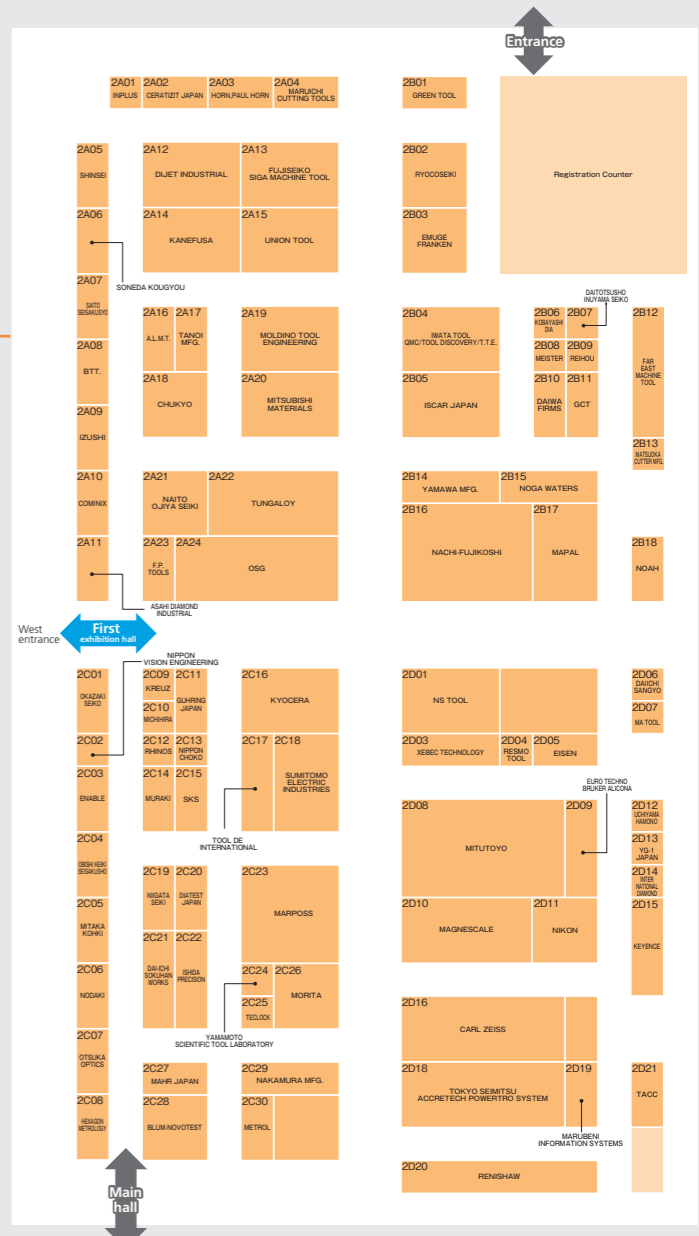 Entrance
2A01
INPLUS
2A02
CERATIZIT JAPAN
2A03
HORN,PAUL HORN
2A04
MARUICHI
CUTTING TOOLS
2B01
GREEN TOOL
Registration Counter
2A05
SHINSEI
2A12
DIJET INDUSTRIAL
2A13
FUJISEIKO
SIGA MACHINE TOOL
2B02
RYOCOSEIKI
2A06
SONEDA KOUGYOU
2A14
KANEFUSA
2A15
UNION TOOL
2B03
EMUGE
FRANKEN
2A07
SAITO
SEISAKUSYO
2A08
BTT.
2A16
A.L.M.T.
2A17
TANOI
MFG.
2A19
MOLDINO TOOL
ENGINEERING
2B04
IWATA TOOL
QMC/TOOL DISCOVERY/T.T.E.
DAITOTSUSHO
INUYAMA SEIKO
2B06
KOBAYASHI
DIA
2B07
2B12
FAR
EAST
MACHINE
TOOL
2B08
MEISTER
2B09
REIHOU
2A18
CHUKYO
2A20
MITSUBISHI
MATERIALS
2B05
ISCAR JAPAN
2B10
DAIWA
FIRMS
2B11
GCT
2A09
IZUSHI
2B13
MATSUOKA
CUTTER MFG.
2A10
COMINIX
2A21
NAITO
OJIYA SEIKI
2A22
TUNGALOY
2B14
YAMAWA MFG.
2B15
NOGA WATERS
2B16
NACHI-FUJIKOSHI
2B17
MAPAL
2A11
ASAHI DIAMOND
INDUSTRIAL
2A23
F.P.
TOOLS
2A24
OSG
2B18
NOAH
West
entrance
First
exhibition hall
NIPPON
VISION ENGINEERING
2C01
OKAZAKI
SEIKO
2C09
KREUZ
2C11
GUHRING
JAPAN
2C16
KYOCERA
2D01
NS TOOL
2D06
DAIICHI
SANGYO
2C10
MICHIHIRA
2D07
MA TOOL
2C02
2C12
RHINOS
2C13
NIPPON
CHOKO
2C17
2C18
SUMITOMO
ELECTRIC
INDUSTRIES
2D03
XEBEC TECHNOLOGY
2D04
RESMO
TOOL
2D05
EISEN
2C03
ENABLE
2C14
MURAKI
2C15
SKS
TOOL DE
INTERNATIONAL
EURO TECHNO
BRUKER ALICONA
2D08
MITUTOYO
2D09
2D12
UCHIYAMA
HAMONO
2C04
OBISHI KEIKI
SEISAKUSHO
2D13
YG-1
JAPAN
2C19
NIIGATA
SEIKI
2C20
DIATEST
JAPAN
2C23
MARPOSS
2D14
INTER
NATIONAL
DIAMOND
2C05
MITAKA
KOHKI
2D10
MAGNESCALE
2D11
NIKON
2D15
KEYENCE
2C21
DAI-ICHI
SOKUHAN
WORKS
2C22
ISHIDA
PRECISION
2C06
NODAKI
2C24
2C26
MORITA
2C25
TECLOCK
YAMAMOTO
SCIENTIFIC TOOL LABORATORY
2D16
CARL ZEISS
2C07
OTSUKA
OPTICS
2C27
MAHR JAPAN
2C29
NAKAMURA MFG.
2D18
TOKYO SEIMITSU
ACCRETECH POWERTRO SYSTEM
2D19
2D21
TACC
2C08
HEXAGON
METROLOGY
2C28
BLUM-NOVOTEST
2C30
METROL
MARUBENI
INFORMATION SYSTEMS
2D20
RENISHAW
Main
hall